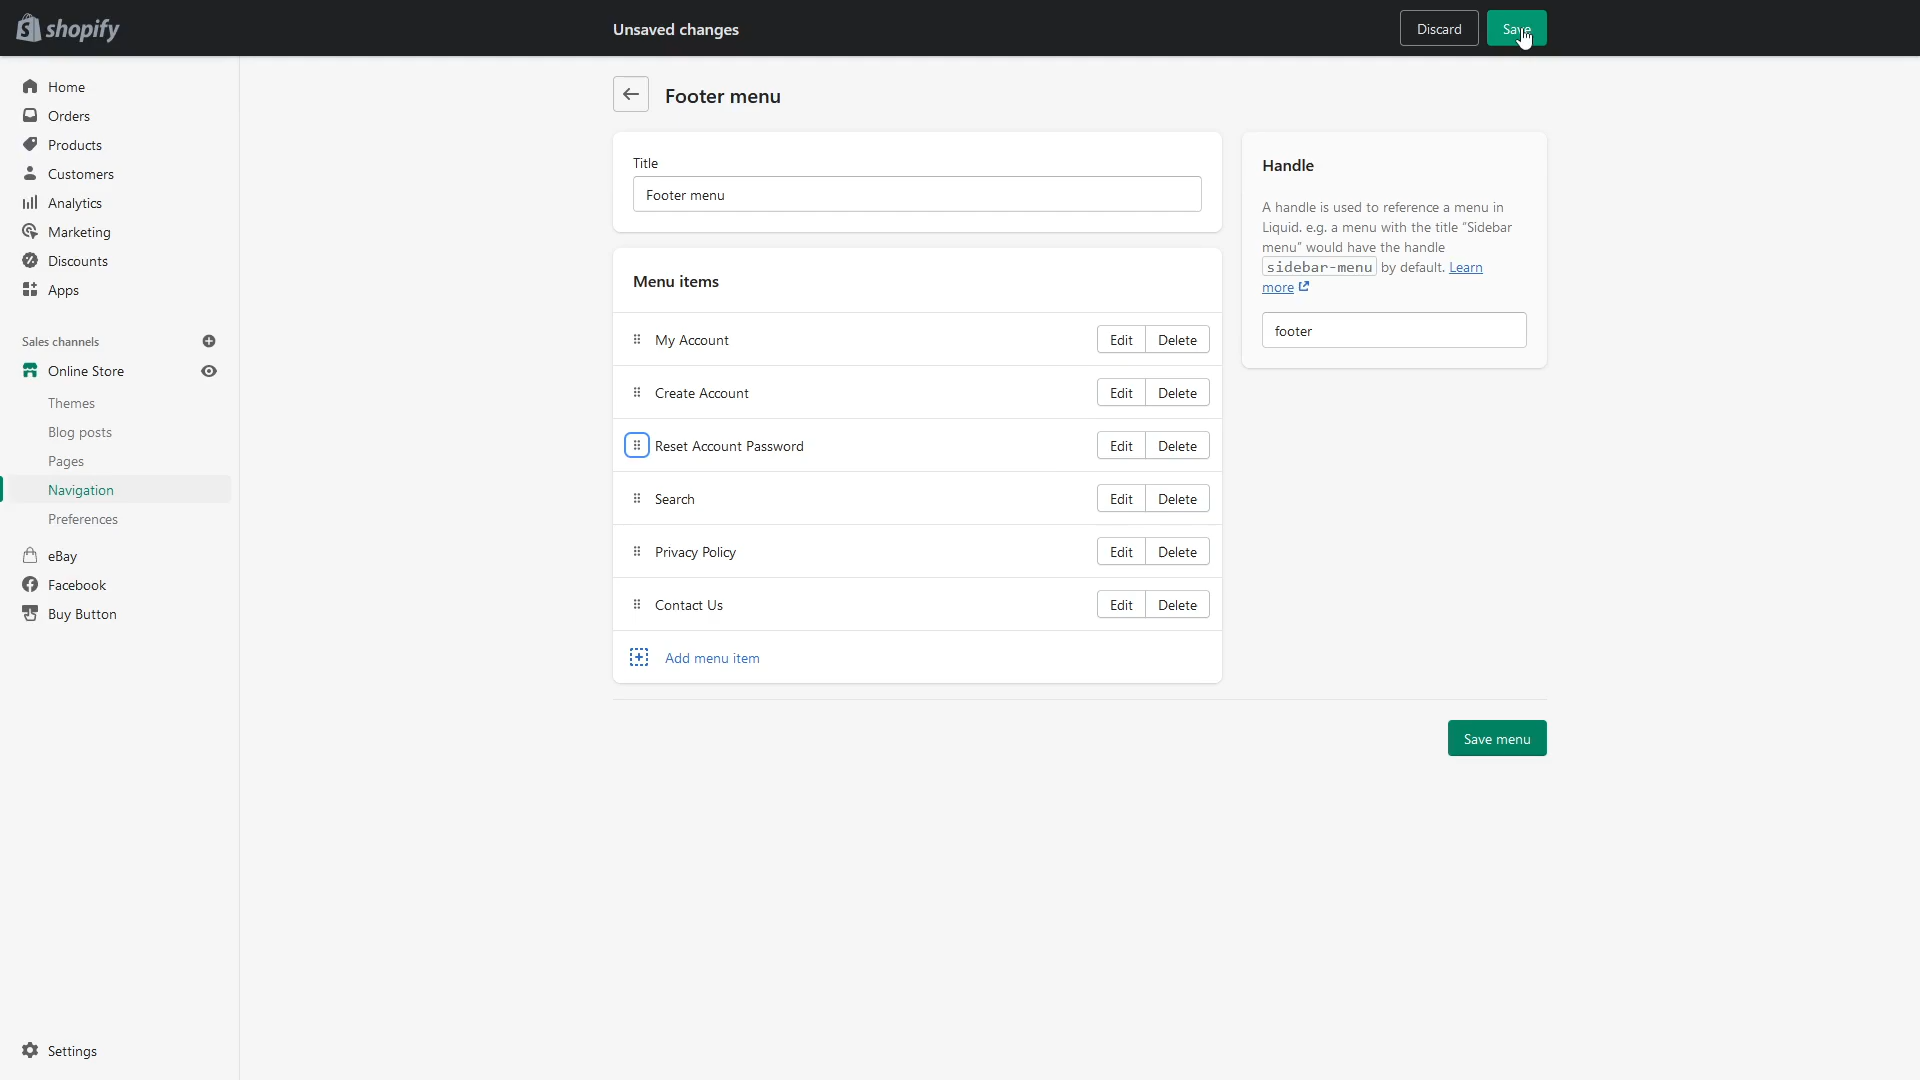 shopify
Unsaved changes
Discard
Save
Home
Orders
Products
Customers
Analytics
Marketing
Discounts
Apps
Sales channels
Online Store
Themes
Blog posts
Pages
Navigation
Preferences
eBay
Facebook
Buy Button
Settings
Footer menu
Title
Footer menu
Menu items
My Account
Edit
Delete
Create Account
Edit
Delete
Reset Account Password
Edit
Delete
Search
Edit
Delete
Privacy Policy
Edit
Delete
Contact Us
Edit
Delete
Add menu item
Handle
A handle is used to reference a menu in
Liquid. e.g. a menu with the title “Sidebar
menu” would have the handle
sidebar-menu by default. Learn
more
footer
Save menu